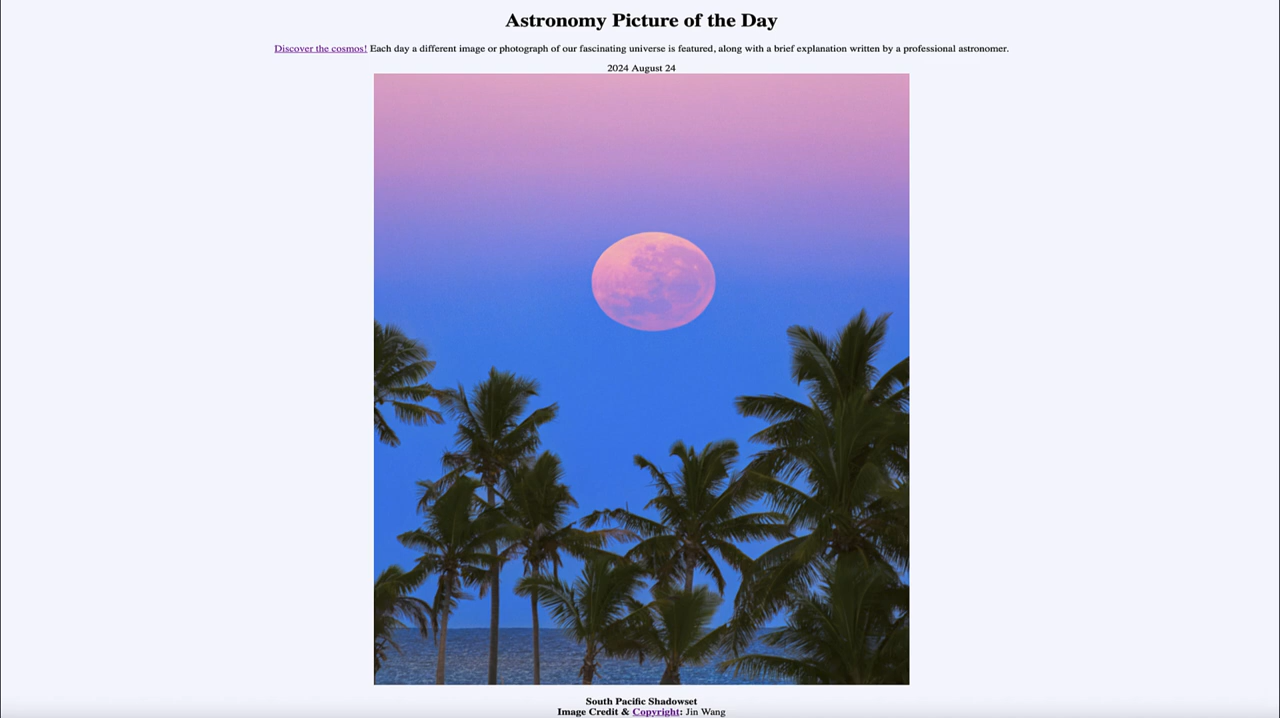 Astronomy Picture of the Day
Discover the cosmos! Each day a different image or photograph of our fascinating universe is featured, along with a brief explanation written by a professional astronomer.
2024 August 24
South Pacific Shadowset
Image Credit & Copyright: Jin Wang